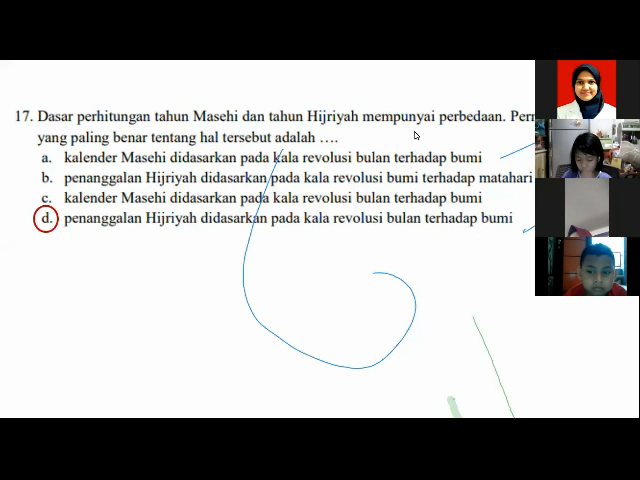 17. Dasar perhitungan tahun Masehi dan tahun Hijriyah mempunyai perbedaan.
yang paling benar tentang hal tersebut adalah ….
a. kalender Masehi didasarkan pada kala revolusi bulan terhadap bumi
b. penanggalan Hijriyah didasarkan pada kala revolusi bumi terhadap matahari
c. kalender Masehi didasarkan pada kala revolusi bulan terhadap bumi
d. penanggalan Hijriyah didasarkan pada kala revolusi bulan terhadap bumi